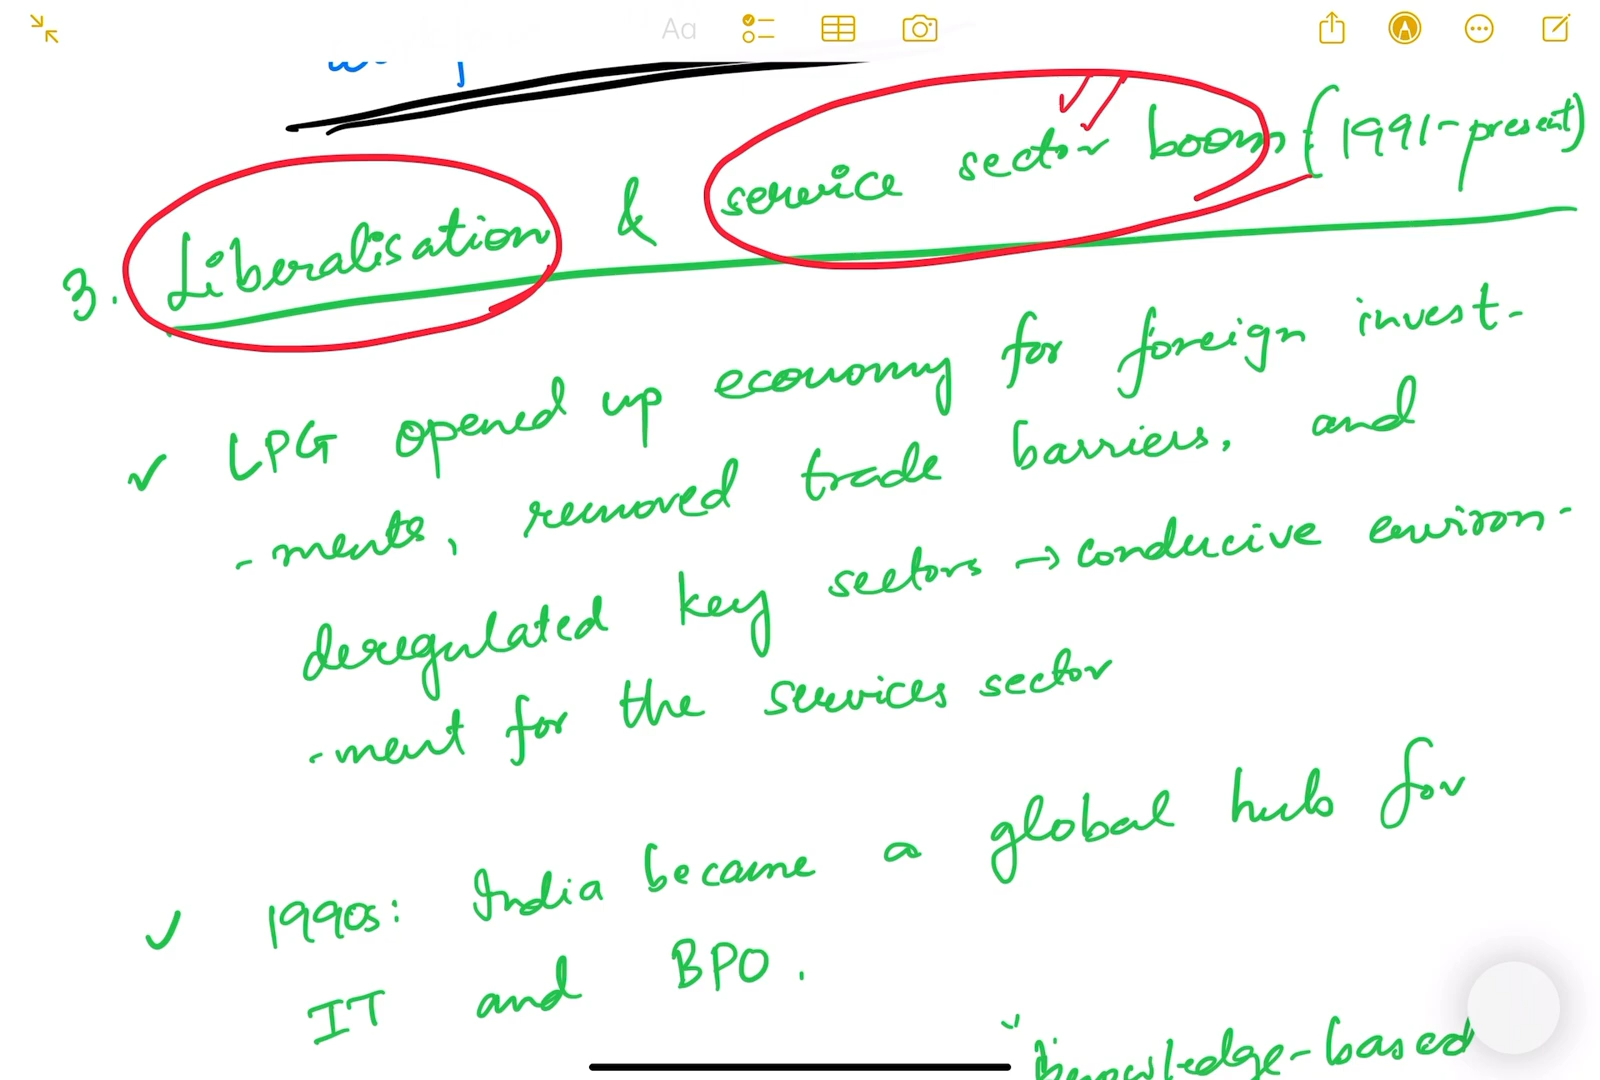 Aa
3. Liberalisation & service sector boom (1991-present)
✓ LPG opened up economy for foreign invest-
-ments, removed trade barriers, and
deregulated key sectors → conducive environ-
-ment for the services sector
✓ 1990s: India became a global hub for
IT and BPO.
knowledge-based